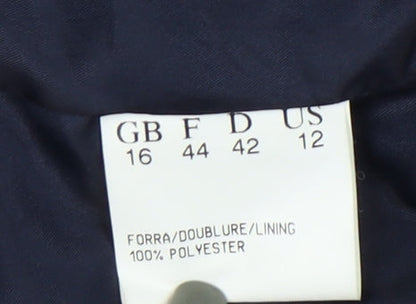 GB F D US
16 44 42 12
FORRA/DOUBLURE/LINING
100% POLYESTER